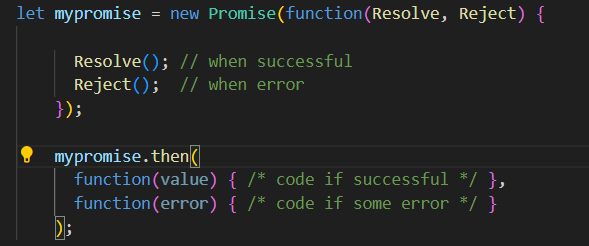 let mypromise = new Promise(function(Resolve, Reject) {
Resolve(); // when successful
Reject();  // when error
});
mypromise.then(
function(value) { /* code if successful */ },
function(error) { /* code if some error */ }
);